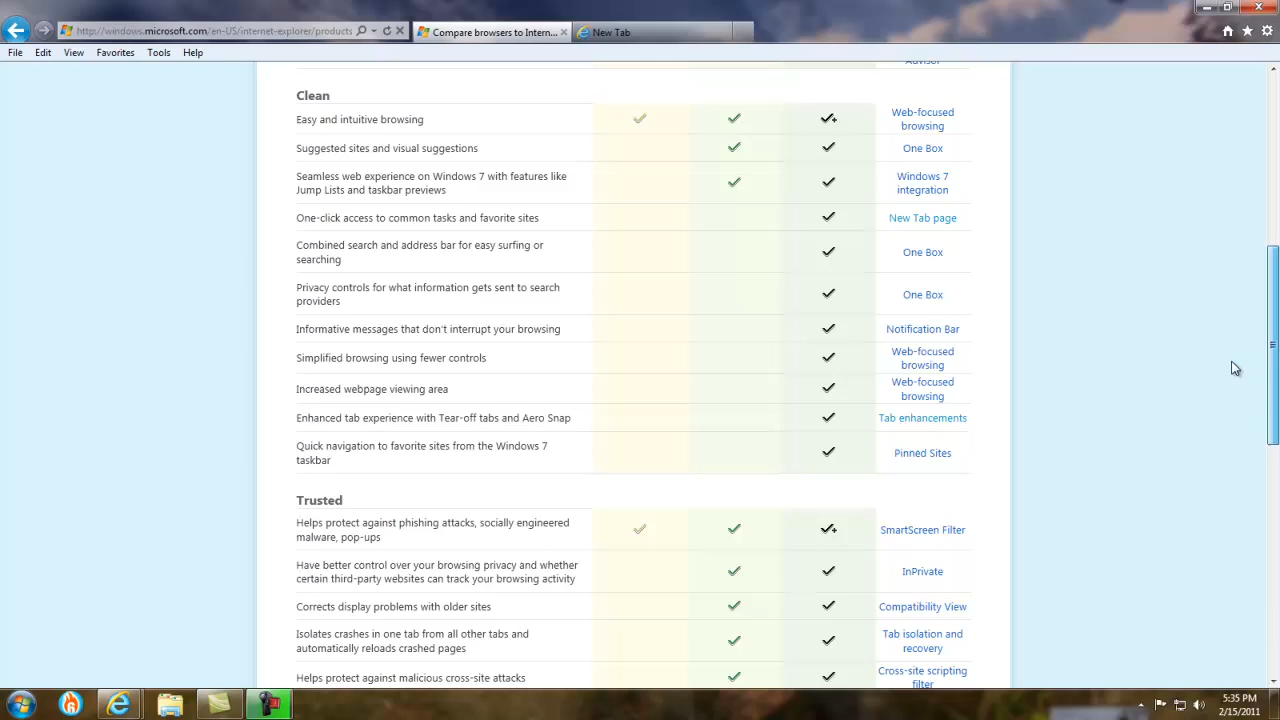 http://windows.microsoft.com/en-US/internet-explorer/products
Compare browsers to Intern...
New Tab
File Edit View Favorites Tools Help
Advisor
Clean
Easy and intuitive browsing
Web-focused
browsing
Suggested sites and visual suggestions
One Box
Seamless web experience on Windows 7 with features like
Jump Lists and taskbar previews
Windows 7
integration
One-click access to common tasks and favorite sites
New Tab page
Combined search and address bar for easy surfing or
searching
One Box
Privacy controls for what information gets sent to search
providers
One Box
Informative messages that don't interrupt your browsing
Notification Bar
Simplified browsing using fewer controls
Web-focused
browsing
Increased webpage viewing area
Web-focused
browsing
Enhanced tab experience with Tear-off tabs and Aero Snap
Tab enhancements
Quick navigation to favorite sites from the Windows 7
taskbar
Pinned Sites
Trusted
Helps protect against phishing attacks, socially engineered
malware, pop-ups
SmartScreen Filter
Have better control over your browsing privacy and whether
certain third-party websites can track your browsing activity
InPrivate
Corrects display problems with older sites
Compatibility View
Isolates crashes in one tab from all other tabs and
automatically reloads crashed pages
Tab isolation and
recovery
Helps protect against malicious cross-site attacks
Cross-site scripting
filter
5:35 PM
2/15/2011